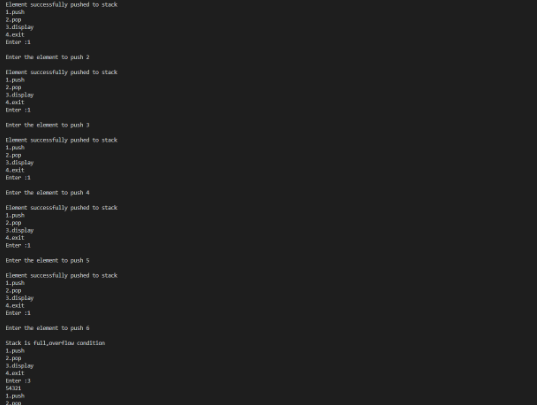 Element successfully pushed to stack
1.push
2.pop
3.display
4.exit
Enter :1
Enter the element to push 2
Element successfully pushed to stack
1.push
2.pop
3.display
4.exit
Enter :1
Enter the element to push 3
Element successfully pushed to stack
1.push
2.pop
3.display
4.exit
Enter :1
Enter the element to push 4
Element successfully pushed to stack
1.push
2.pop
3.display
4.exit
Enter :1
Enter the element to push 5
Element successfully pushed to stack
1.push
2.pop
3.display
4.exit
Enter :1
Enter the element to push 6
Stack is full,overflow condition
1.push
2.pop
3.display
4.exit
Enter :3
54321
1.push
2.pop